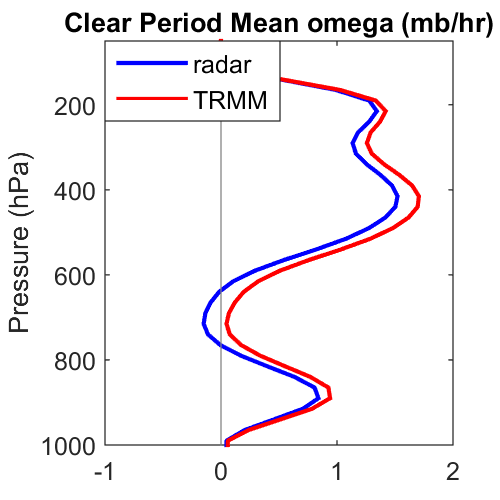 Clear Period Mean omega (mb/hr)
radar
TRMM
200
400
600
800
1000
Pressure (hPa)
-1 0 1 2